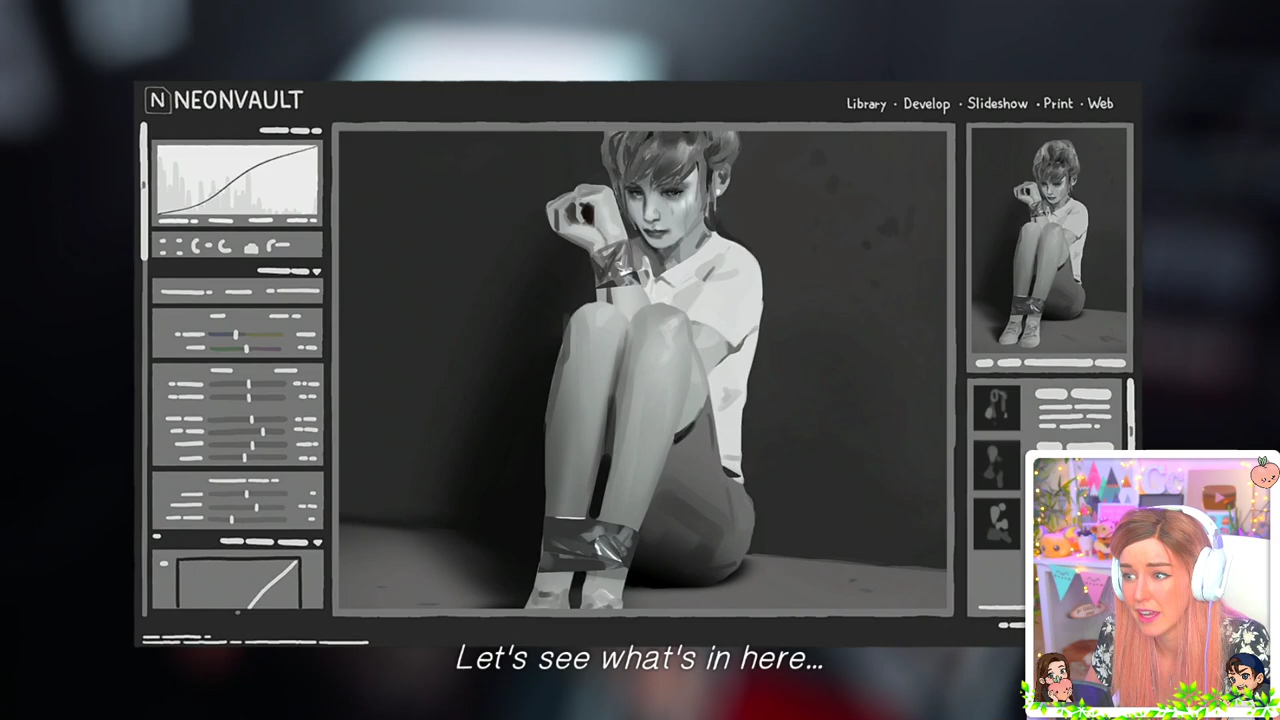 N NEONVAULT
Library · Develop · Slideshow · Print · Web
Let's see what's in here...